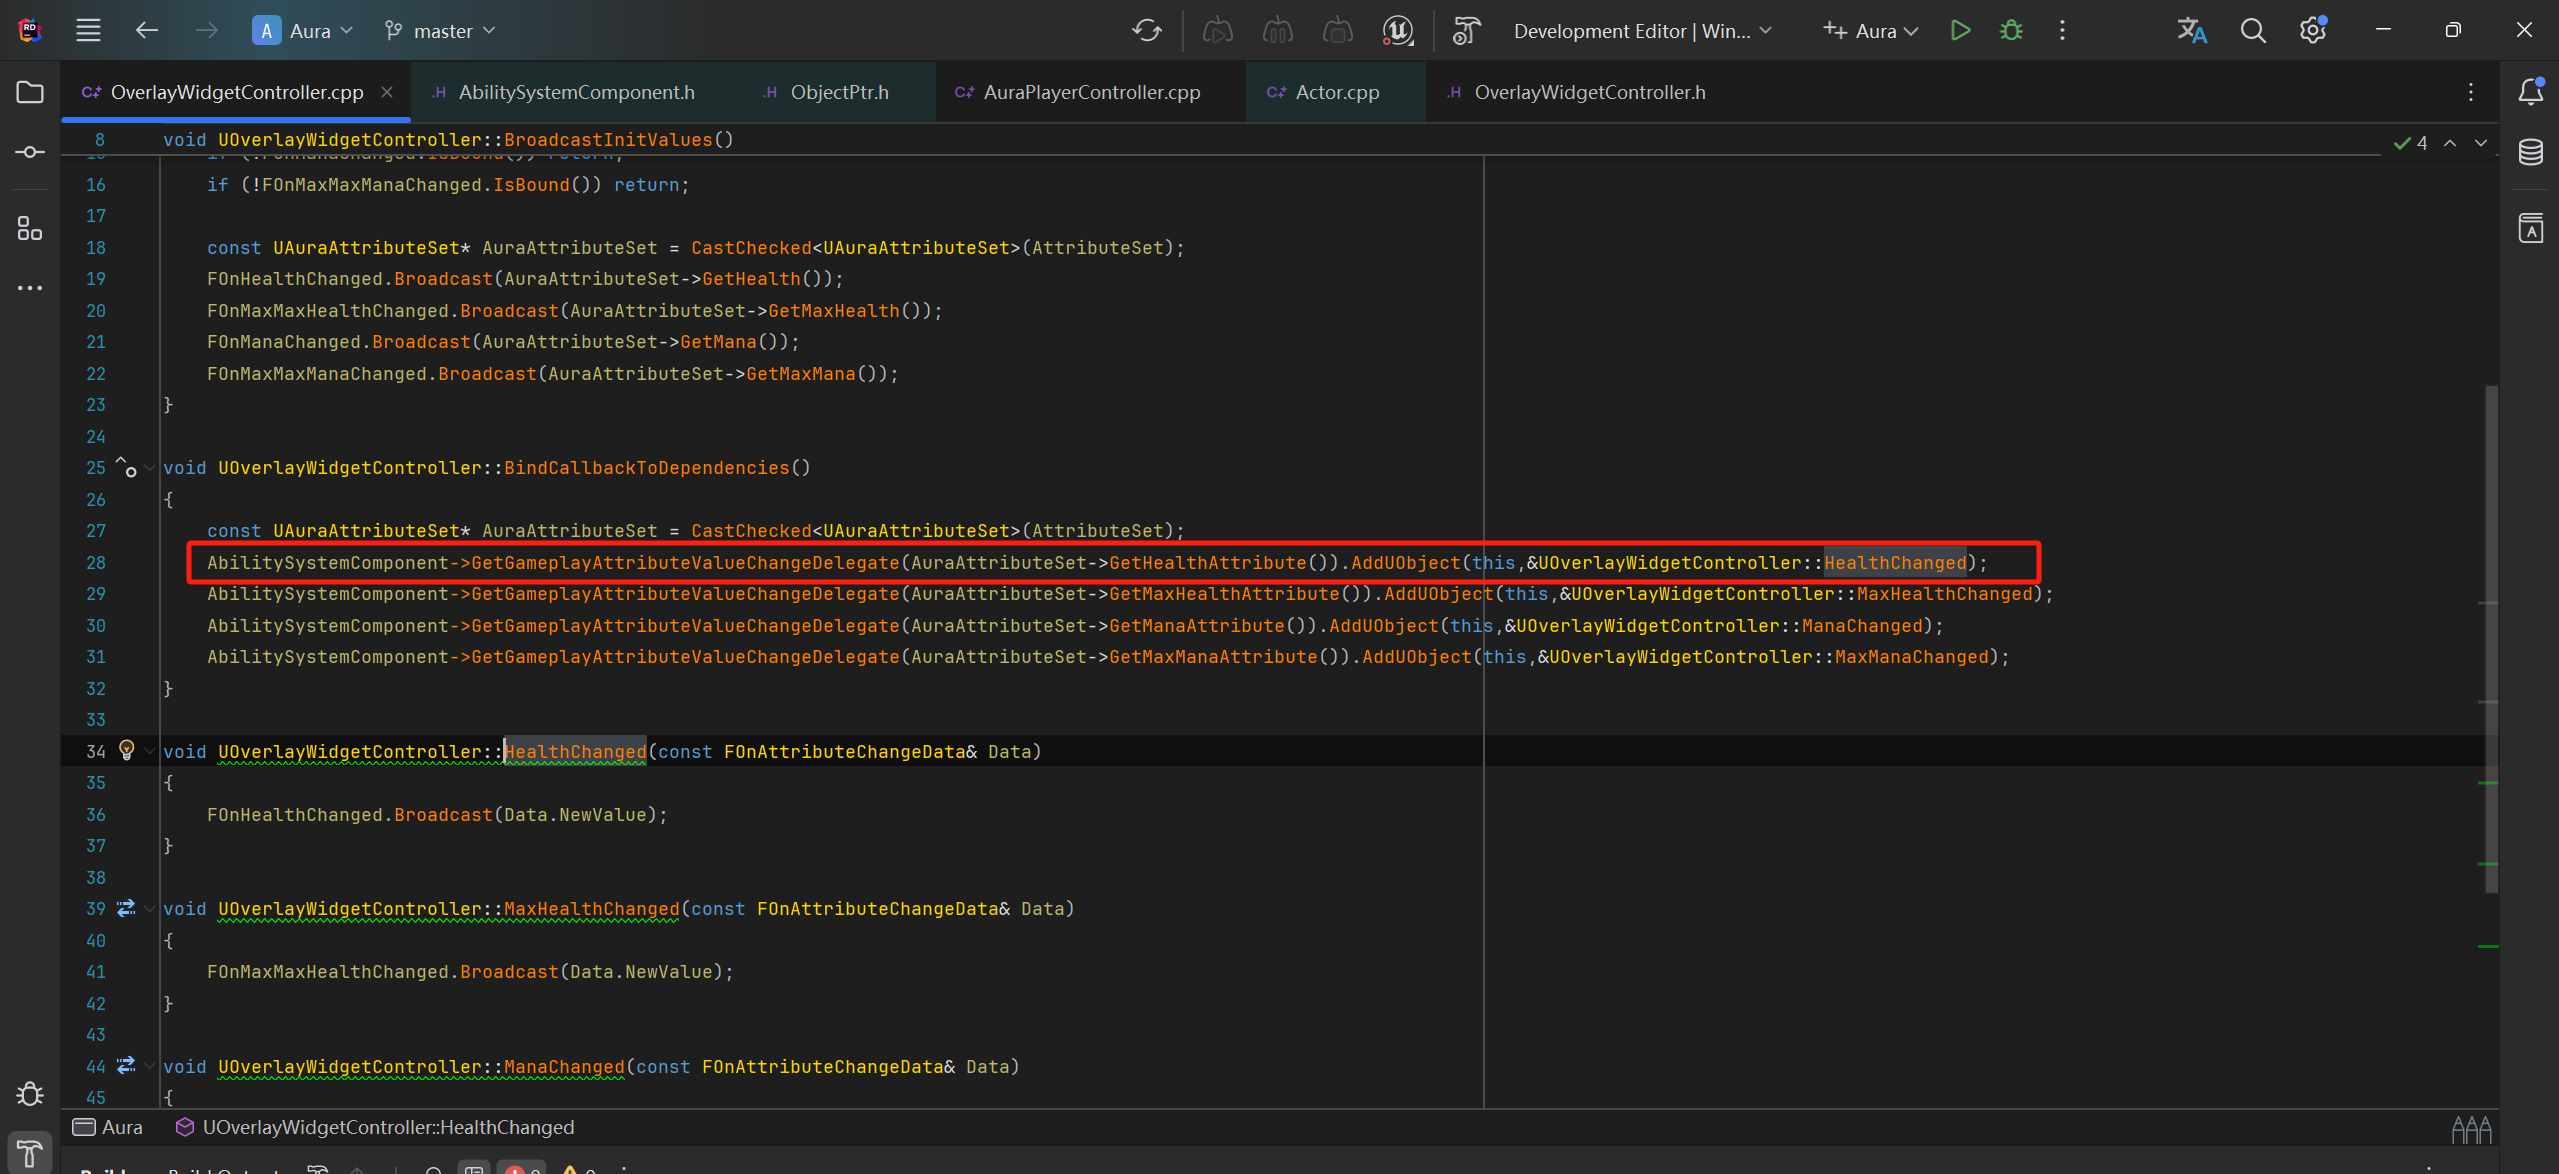 A Aura master Development Editor | Win... Aura
OverlayWidgetController.cpp AbilitySystemComponent.h ObjectPtr.h AuraPlayerController.cpp Actor.cpp OverlayWidgetController.h
8 void UOverlayWidgetController::BroadcastInitValues() 4
16 if (!FOnMaxMaxManaChanged.IsBound()) return;
17
18 const UAuraAttributeSet* AuraAttributeSet = CastChecked<UAuraAttributeSet>(AttributeSet);
19 FOnHealthChanged.Broadcast(AuraAttributeSet->GetHealth());
20 FOnMaxMaxHealthChanged.Broadcast(AuraAttributeSet->GetMaxHealth());
21 FOnManaChanged.Broadcast(AuraAttributeSet->GetMana());
22 FOnMaxMaxManaChanged.Broadcast(AuraAttributeSet->GetMaxMana());
23 }
24
25 void UOverlayWidgetController::BindCallbackToDependencies()
26 {
27 const UAuraAttributeSet* AuraAttributeSet = CastChecked<UAuraAttributeSet>(AttributeSet);
28 AbilitySystemComponent->GetGameplayAttributeValueChangeDelegate(AuraAttributeSet->GetHealthAttribute()).AddUObject(this,&UOverlayWidgetController::HealthChanged);
29 AbilitySystemComponent->GetGameplayAttributeValueChangeDelegate(AuraAttributeSet->GetMaxHealthAttribute()).AddUObject(this,&UOverlayWidgetController::MaxHealthChanged);
30 AbilitySystemComponent->GetGameplayAttributeValueChangeDelegate(AuraAttributeSet->GetManaAttribute()).AddUObject(this,&UOverlayWidgetController::ManaChanged);
31 AbilitySystemComponent->GetGameplayAttributeValueChangeDelegate(AuraAttributeSet->GetMaxManaAttribute()).AddUObject(this,&UOverlayWidgetController::MaxManaChanged);
32 }
33
34 void UOverlayWidgetController::HealthChanged(const FOnAttributeChangeData& Data)
35 {
36 FOnHealthChanged.Broadcast(Data.NewValue);
37 }
38
39 void UOverlayWidgetController::MaxHealthChanged(const FOnAttributeChangeData& Data)
40 {
41 FOnMaxMaxHealthChanged.Broadcast(Data.NewValue);
42 }
43
44 void UOverlayWidgetController::ManaChanged(const FOnAttributeChangeData& Data)
45 {
Aura UOverlayWidgetController::HealthChanged